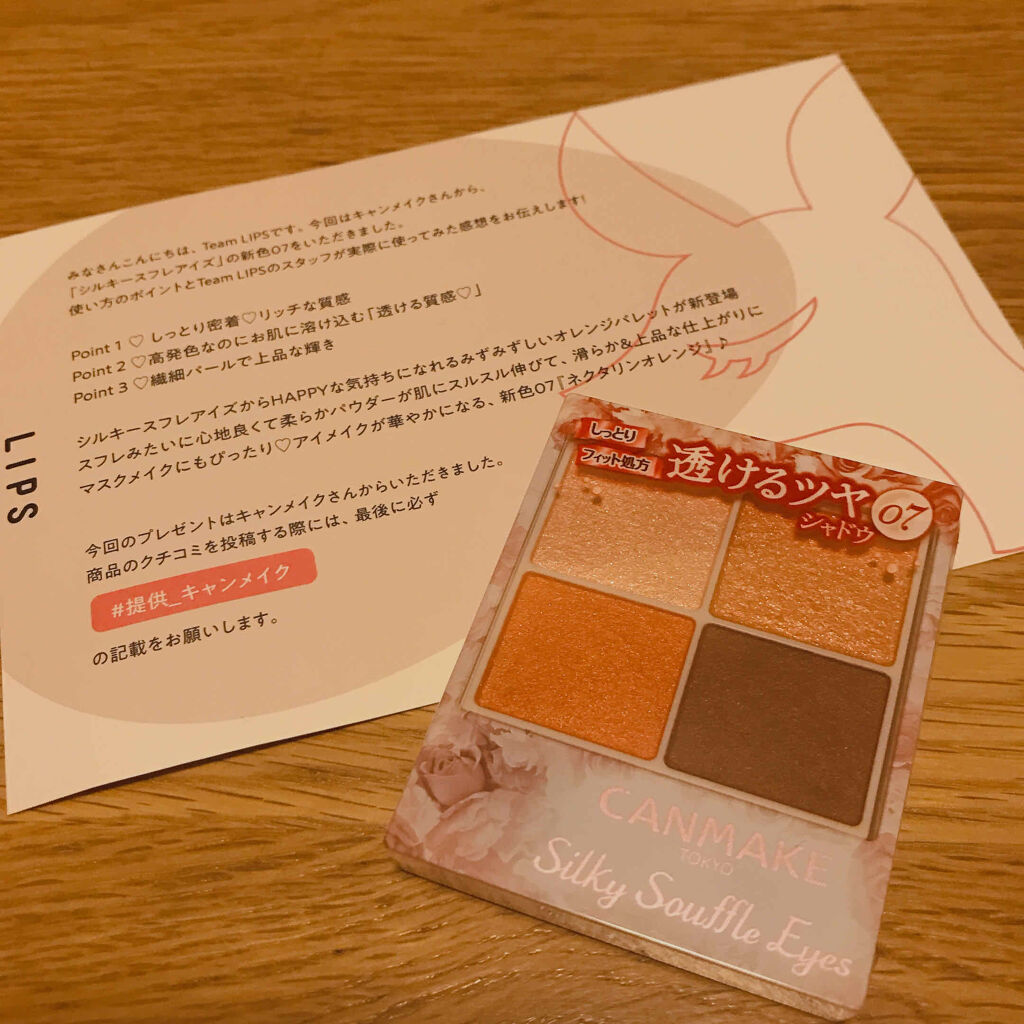 みなさんこんにちは、Team LIPSです。今回はキャンメイクさんから、
「シルキースフレアイズ」の新色07をいただきました。
使い方のポイントとTeam LIPSのスタッフが実際に使ってみた感想をお伝えします!
Point 1 ♡ しっとり密着♡リッチな質感
Point 2 ♡高発色なのにお肌に溶け込む「透ける質感♡」
Point 3 ♡繊細パールで上品な輝き
シルキースフレアイズからHAPPYな気持ちになれるみずみずしいオレンジパレットが新登場
スフレみたいに心地良くて柔らかパウダーが肌にスルスル伸びて、滑らか&上品な仕上がりに
マスクメイクにもぴったり♡アイメイクが華やかになる、新色07『ネクタリンオレンジ』♪
今回のプレゼントはキャンメイクさんからいただきました。
商品のクチコミを投稿する際には、最後に必ず
#提供_キャンメイク
の記載をお願いします。
LIPS
しっとり
フィット処方
透けるツヤ
シャドウ
07
CANMAKE
TOKYO
Silky Souffle Eyes